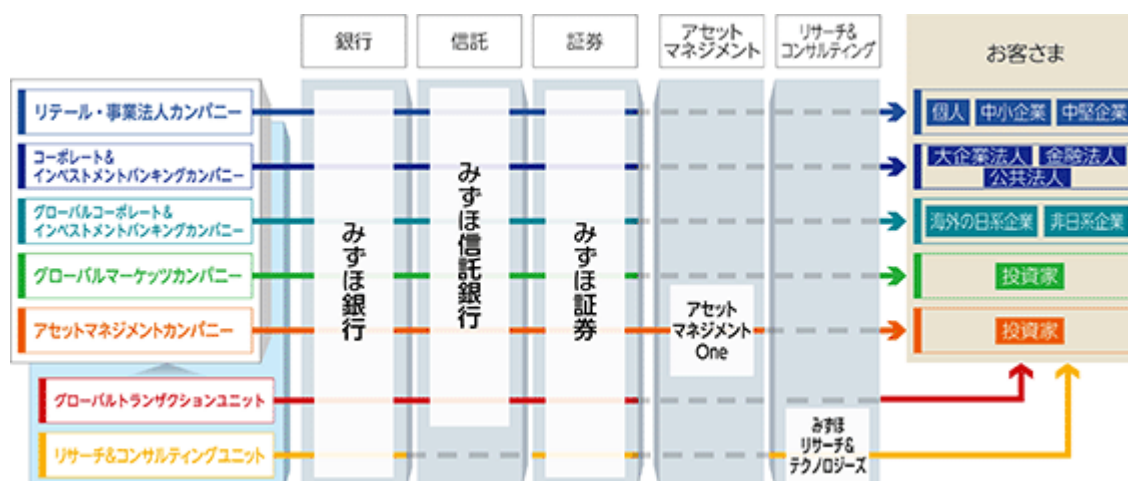 銀行
信託
証券
アセット
マネジメント
リサーチ&
コンサルティング
お客さま
リテール・事業法人カンパニー
個人 中小企業 中堅企業
コーポレート&
インベストメントバンキングカンパニー
大企業法人 金融法人
公共法人
グローバルコーポレート&
インベストメントバンキングカンパニー
海外の日系企業 非日系企業
グローバルマーケッツカンパニー
投資家
アセットマネジメントカンパニー
投資家
みずほ銀行
みずほ信託銀行
みずほ証券
アセット
マネジメント
One
グローバルトランザクションユニット
リサーチ&コンサルティングユニット
みずほ
リサーチ&
テクノロジーズ